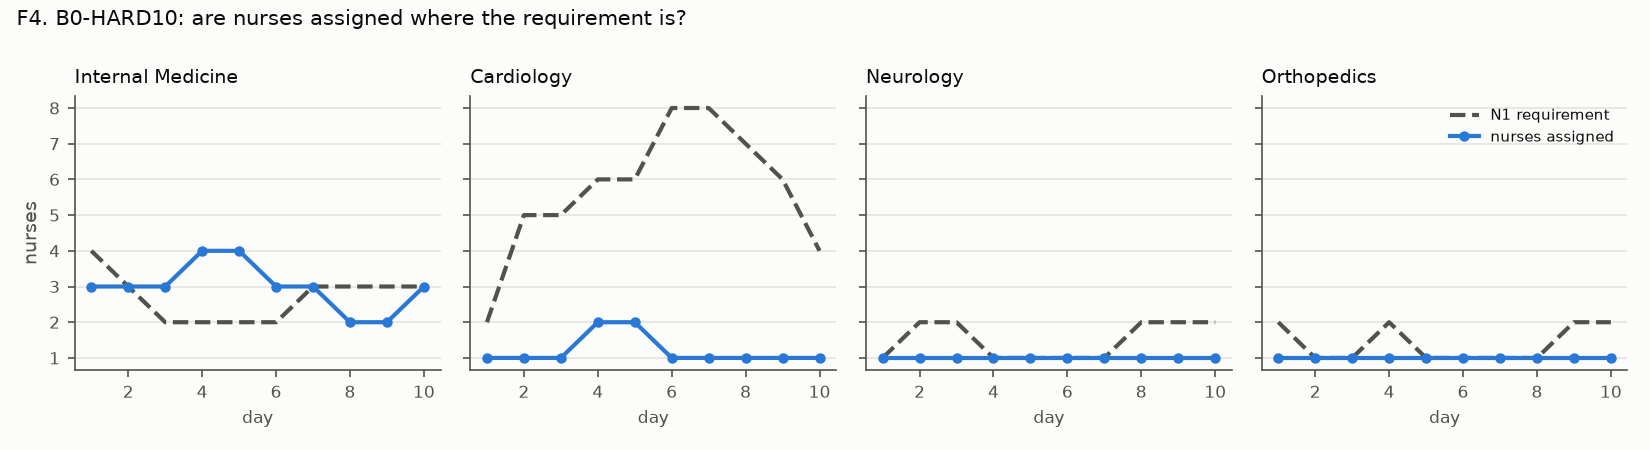 F4. B0-HARD10: are nurses assigned where the requirement is?
Internal Medicine
Cardiology
Neurology
Orthopedics
N1 requirement
nurses assigned
nurses
8
7
6
5
4
3
2
1
2 4 6 8 10
2 4 6 8 10
2 4 6 8 10
2 4 6 8 10
day
day
day
day